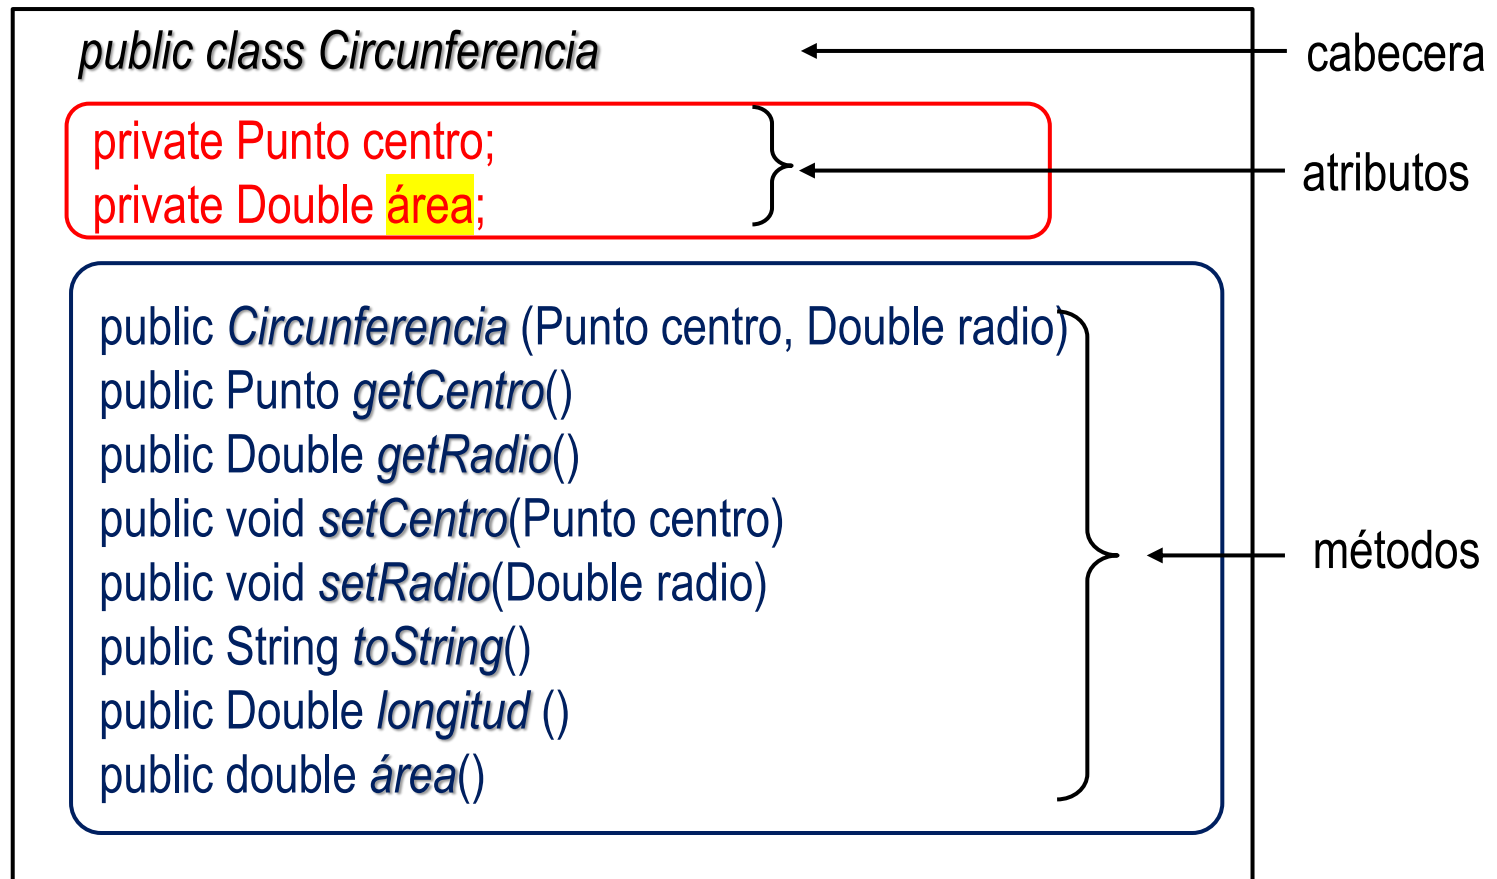 public class Circunferencia
cabecera
private Punto centro;
private Double área;
atributos
public Circunferencia (Punto centro, Double radio)
public Punto getCentro()
public Double getRadio()
public void setCentro(Punto centro)
public void setRadio(Double radio)
public String toString()
public Double longitud ()
public double área()
métodos